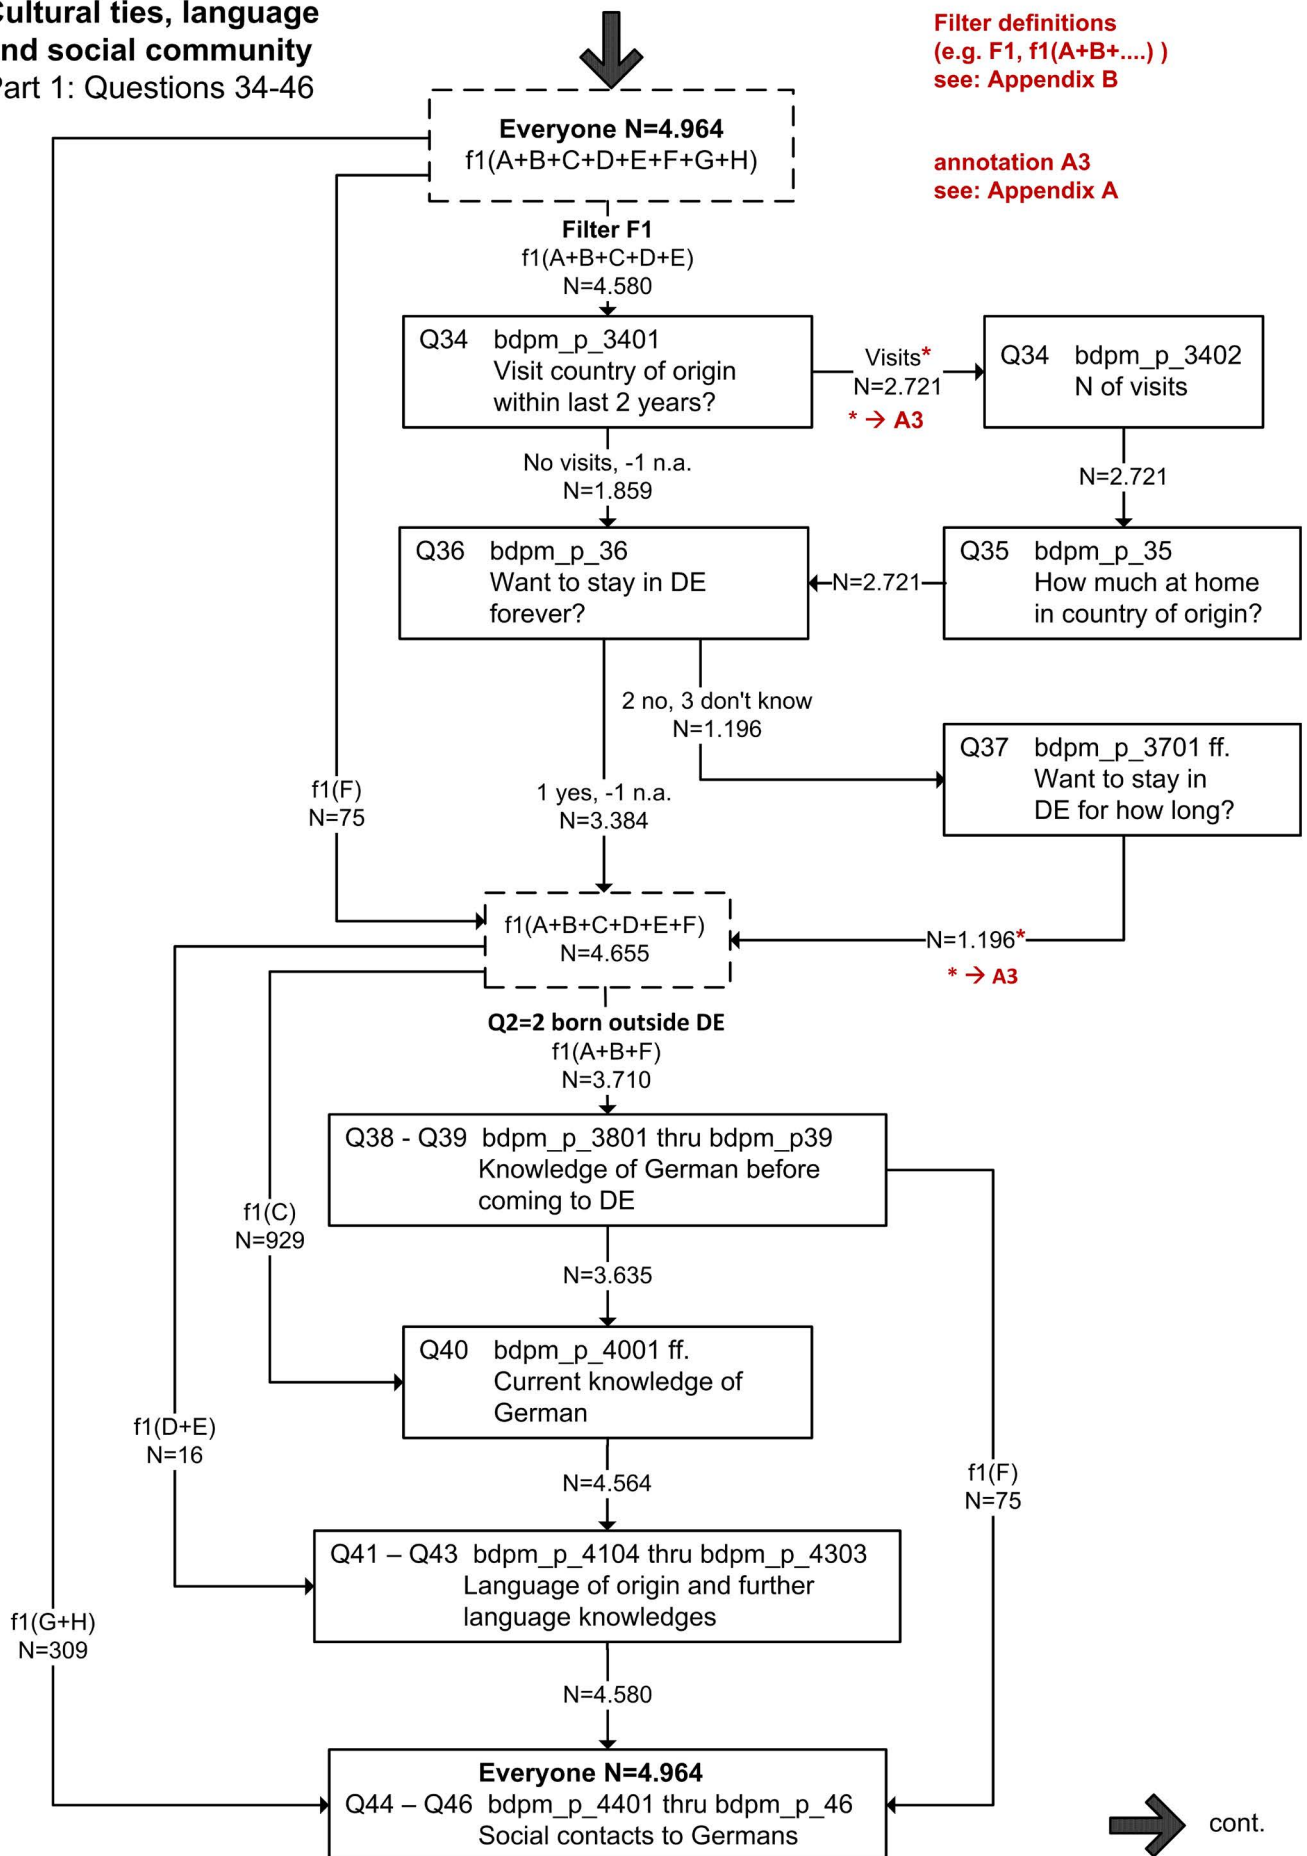 Cultural ties, language
nd social community
Part 1: Questions 34-46
Filter definitions
(e.g. F1, f1(A+B+....) )
see: Appendix B
annotation A3
see: Appendix A
Everyone N=4.964
f1(A+B+C+D+E+F+G+H)
Filter F1
f1(A+B+C+D+E)
N=4.580
Q34 bdpm_p_3401
Visit country of origin
within last 2 years?
Visits*
N=2.721
* → A3
Q34 bdpm_p_3402
N of visits
No visits, -1 n.a.
N=1.859
N=2.721
Q36 bdpm_p_36
Want to stay in DE
forever?
N=2.721
Q35 bdpm_p_35
How much at home
in country of origin?
2 no, 3 don't know
N=1.196
Q37 bdpm_p_3701 ff.
Want to stay in
DE for how long?
f1(F)
N=75
1 yes, -1 n.a.
N=3.384
f1(A+B+C+D+E+F)
N=4.655
N=1.196*
* → A3
Q2=2 born outside DE
f1(A+B+F)
N=3.710
Q38 - Q39 bdpm_p_3801 thru bdpm_p39
Knowledge of German before
coming to DE
f1(C)
N=929
N=3.635
Q40 bdpm_p_4001 ff.
Current knowledge of
German
f1(D+E)
N=16
N=4.564
f1(F)
N=75
Q41 – Q43 bdpm_p_4104 thru bdpm_p_4303
Language of origin and further
language knowledges
f1(G+H)
N=309
N=4.580
Everyone N=4.964
Q44 – Q46 bdpm_p_4401 thru bdpm_p_46
Social contacts to Germans
cont.